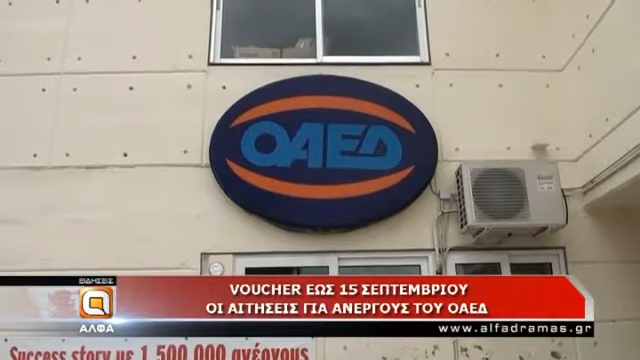 ΟΑΕΔ
ΕΙΔΗΣΕΙΣ
ΑΛΦΑ
VOUCHER ΕΩΣ 15 ΣΕΠΤΕΜΒΡΙΟΥ
ΟΙ ΑΙΤΗΣΕΙΣ ΓΙΑ ΑΝΕΡΓΟΥΣ ΤΟΥ ΟΑΕΔ
www.alfadramas.gr
Success story με 1.500.000 ανέργους